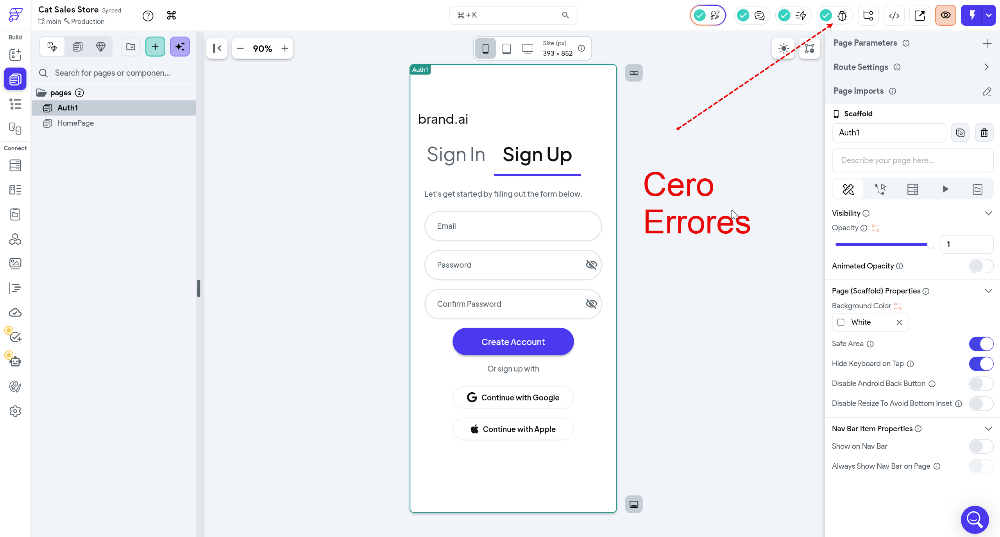 Cat Sales Store Synced
main Production
⌘ + K
Build
Connect
Search for pages or componen...
pages 2
Auth1
HomePage
90%
Size (px)
393 × 852
Auth1
brand.ai
Sign In Sign Up
Let's get started by filling out the form below.
Email
Password
Confirm Password
Create Account
Or sign up with
Continue with Google
Continue with Apple
Cero
Errores
Page Parameters
Route Settings
Page Imports
Scaffold
Auth1
Describe your page here...
Visibility
Opacity
1
Animated Opacity
Page (Scaffold) Properties
Background Color
White
Safe Area
Hide Keyboard on Tap
Disable Android Back Button
Disable Resize To Avoid Bottom Inset
Nav Bar Item Properties
Show on Nav Bar
Always Show Nav Bar on Page